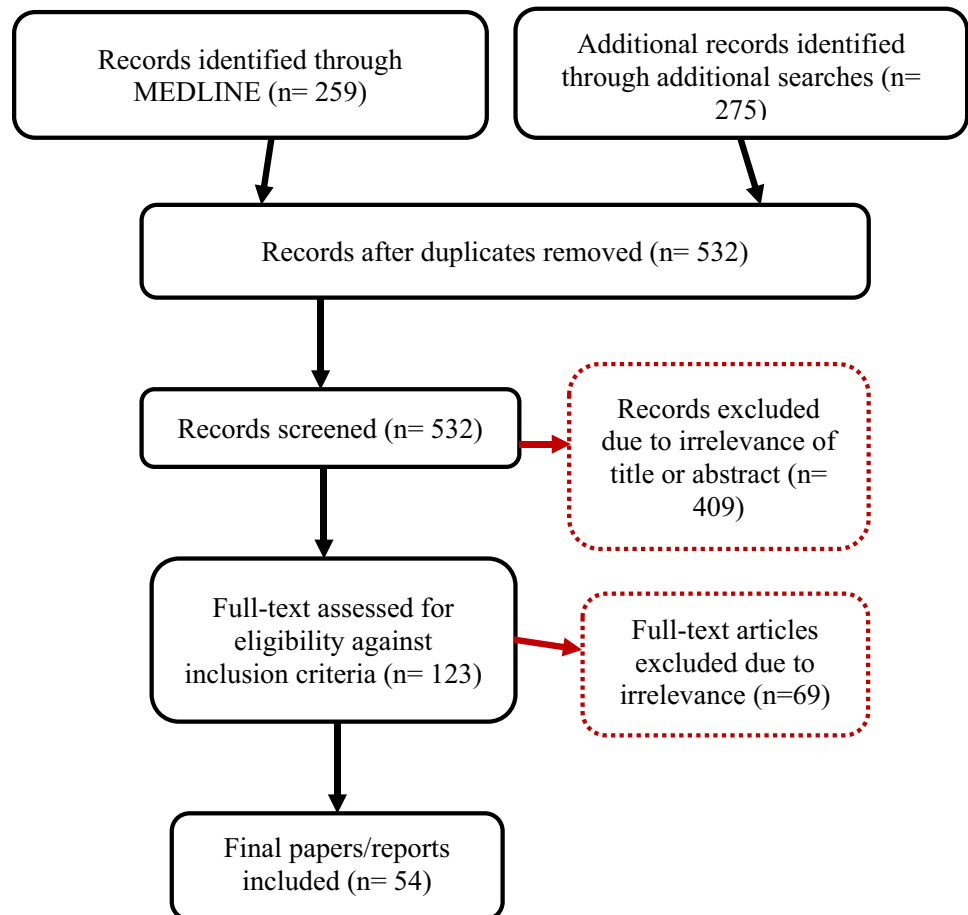 Records identified through
MEDLINE (n= 259)
Additional records identified
through additional searches (n=
275)
Records after duplicates removed (n= 532)
Records screened (n= 532)
Records excluded
due to irrelevance of
title or abstract (n=
409)
Full-text assessed for
eligibility against
inclusion criteria (n= 123)
Full-text articles
excluded due to
irrelevance (n=69)
Final papers/reports
included (n= 54)